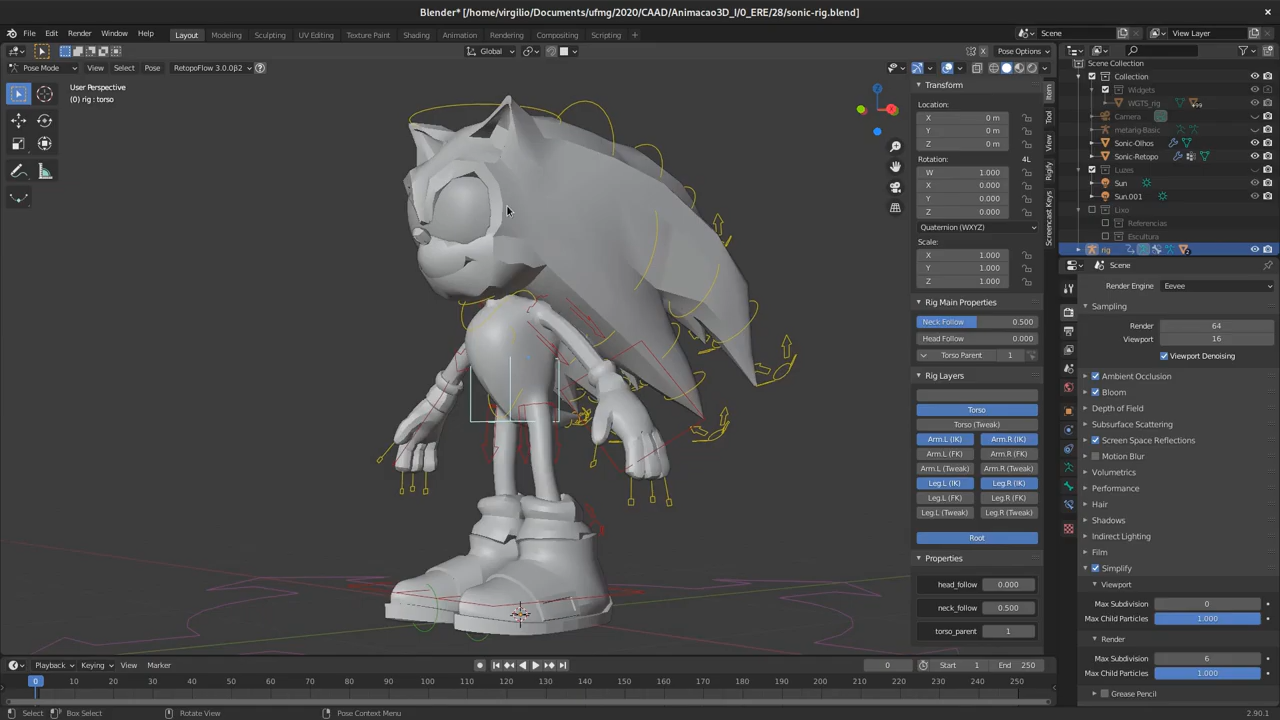 Blender* [/home/virgilio/Documents/ufmg/2020/CAAD/Animacao3D_I/0_ERE/28/sonic-rig.blend]
File Edit Render Window Help Layout Modeling Sculpting UV Editing Texture Paint Shading Animation Rendering Compositing Scripting + Scene View Layer
Global Pose Options
Pose Mode View Select Pose RetopoFlow 3.0.0β2
User Perspective
(0) rig : torso
Transform
Location:
X 0 m
Y 0 m
Z 0 m
Rotation: 4L
W 1.000
X 0.000
Y 0.000
Z 0.000
Quaternion (WXYZ)
Scale:
X 1.000
Y 1.000
Z 1.000
Rig Main Properties
Neck Follow 0.500
Head Follow 0.000
Torso Parent 1
Rig Layers
Torso
Torso (Tweak)
Arm.L (IK) Arm.R (IK)
Arm.L (FK) Arm.R (FK)
Arm.L (Tweak) Arm.R (Tweak)
Leg.L (IK) Leg.R (IK)
Leg.L (FK) Leg.R (FK)
Leg.L (Tweak) Leg.R (Tweak)
Root
Properties
head_follow 0.000
neck_follow 0.500
torso_parent 1
Item
Tool
View
Rigify
Screencast Keys
Scene Collection
Collection
Widgets
WGTS_rig
Camera
metarig-Basic
Sonic-Olhos
Sonic-Retopo
Luzes
Sun
Sun.001
Lixo
Referencias
Escultura
rig
Scene
Render Engine Eevee
Sampling
Render 64
Viewport 16
Viewport Denoising
Ambient Occlusion
Bloom
Depth of Field
Subsurface Scattering
Screen Space Reflections
Motion Blur
Volumetrics
Performance
Hair
Shadows
Indirect Lighting
Film
Simplify
Viewport
Max Subdivision 0
Max Child Particles 1.000
Render
Max Subdivision 6
Max Child Particles 1.000
Grease Pencil
Playback Keying View Marker 0 Start 1 End 250
0 10 20 30 40 50 60 70 80 90 100 110 120 130 140 150 160 170 180 190 200 210 220 230 240 250
Select Box Select Rotate View Pose Context Menu 2.90.1